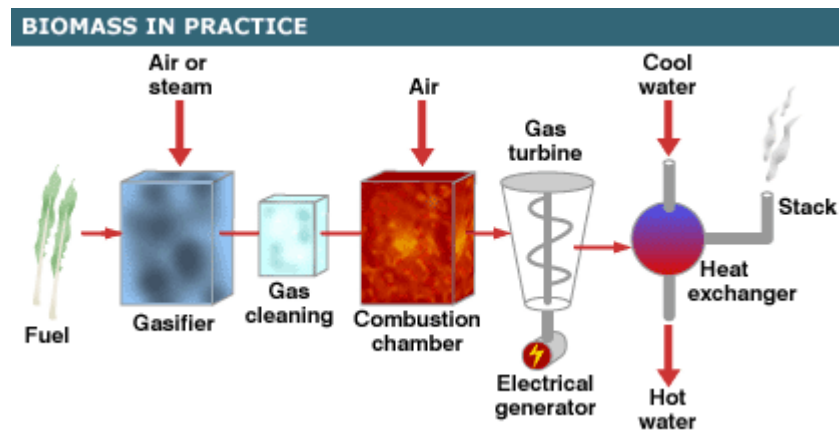 BIOMASS IN PRACTICE
Air or
steam
Air
Cool
water
Gas
turbine
Stack
Heat
exchanger
Fuel
Gasifier
Gas
cleaning
Combustion
chamber
Electrical
generator
Hot
water